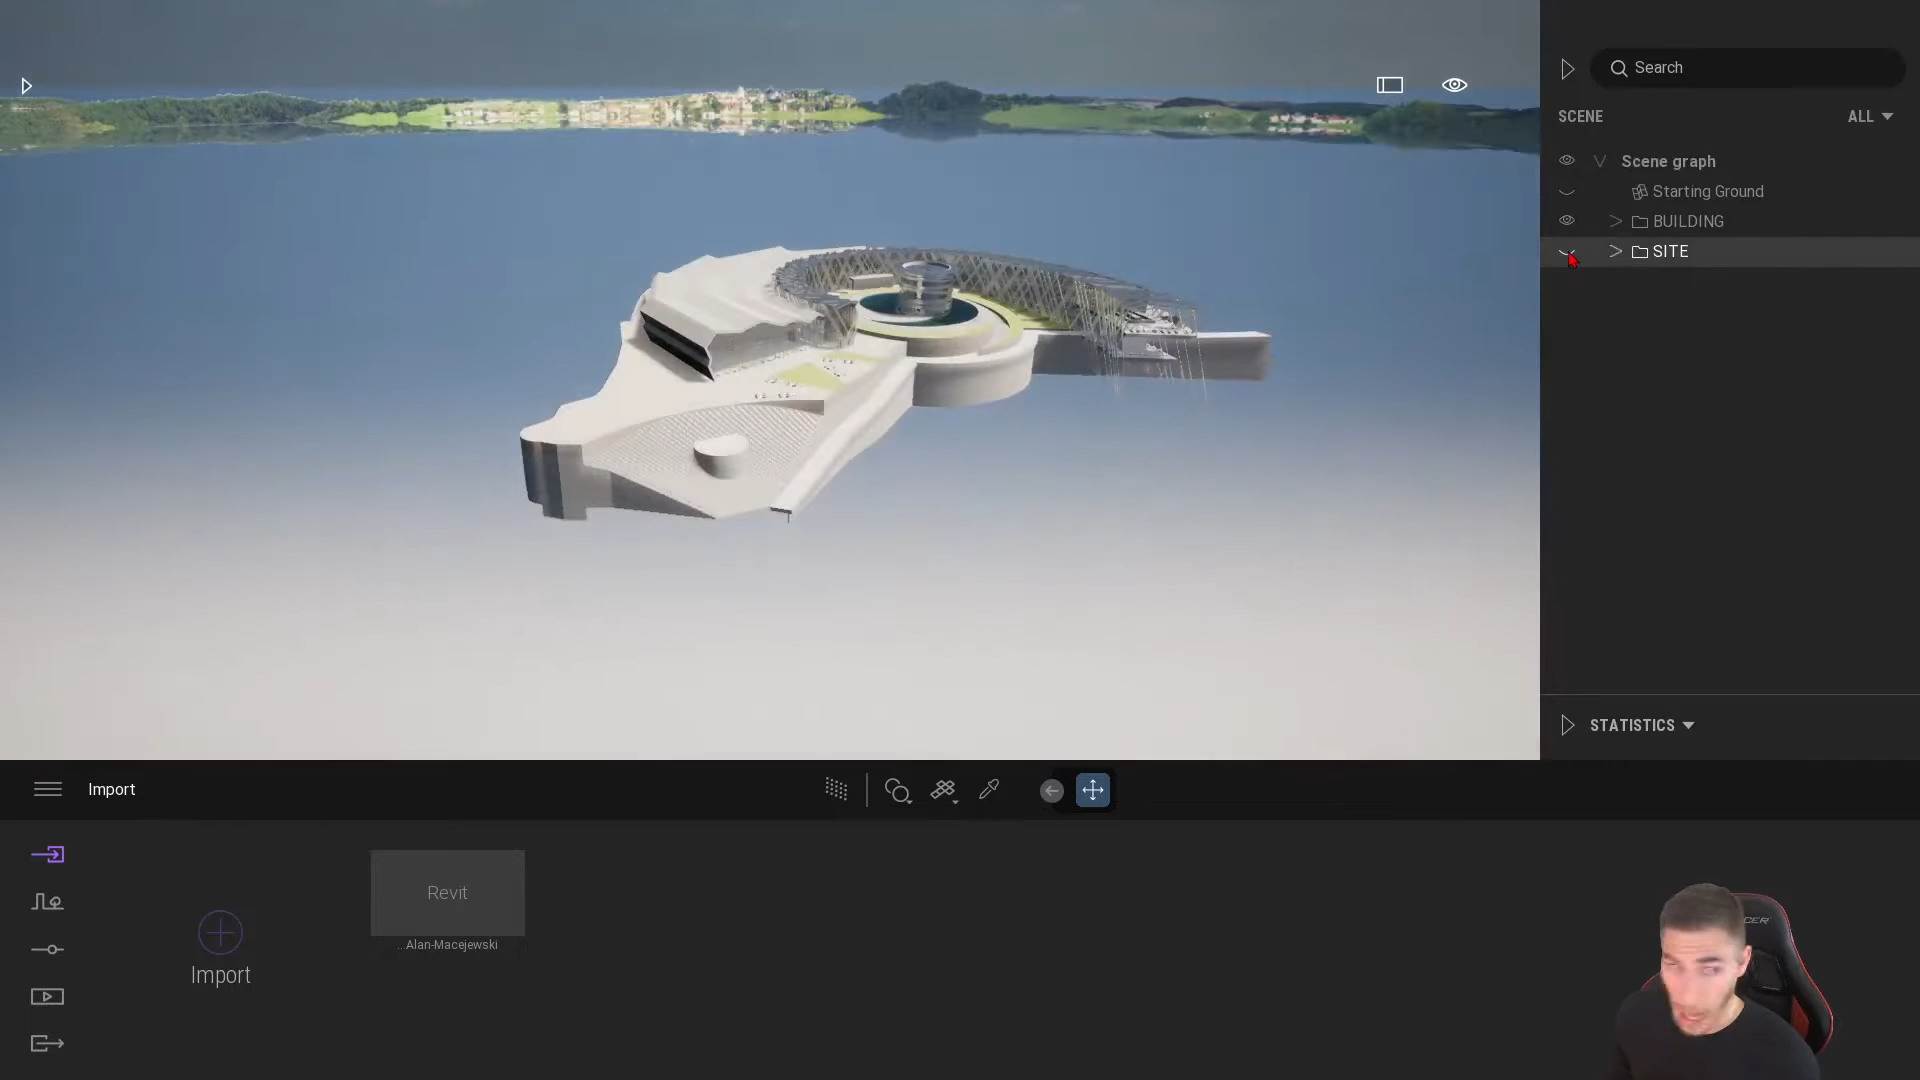 Search
SCENE
ALL
Scene graph
Starting Ground
BUILDING
SITE
STATISTICS
Import
Revit
...Alan-Macejewski
Import